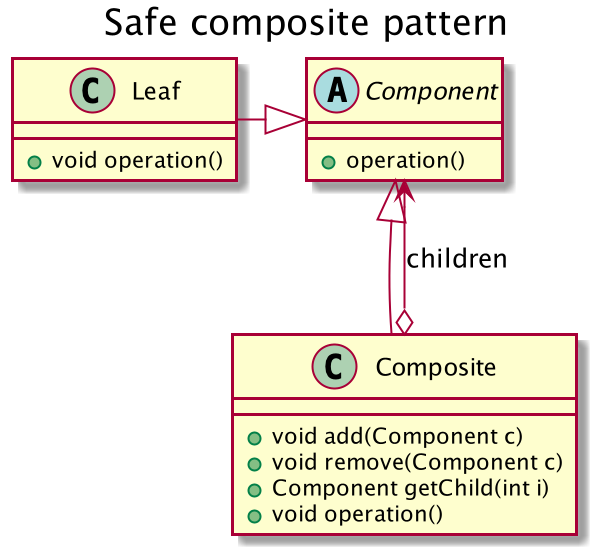 Safe composite pattern
C Leaf
void operation()
A Component
operation()
children
C Composite
void add(Component c)
void remove(Component c)
Component getChild(int i)
void operation()